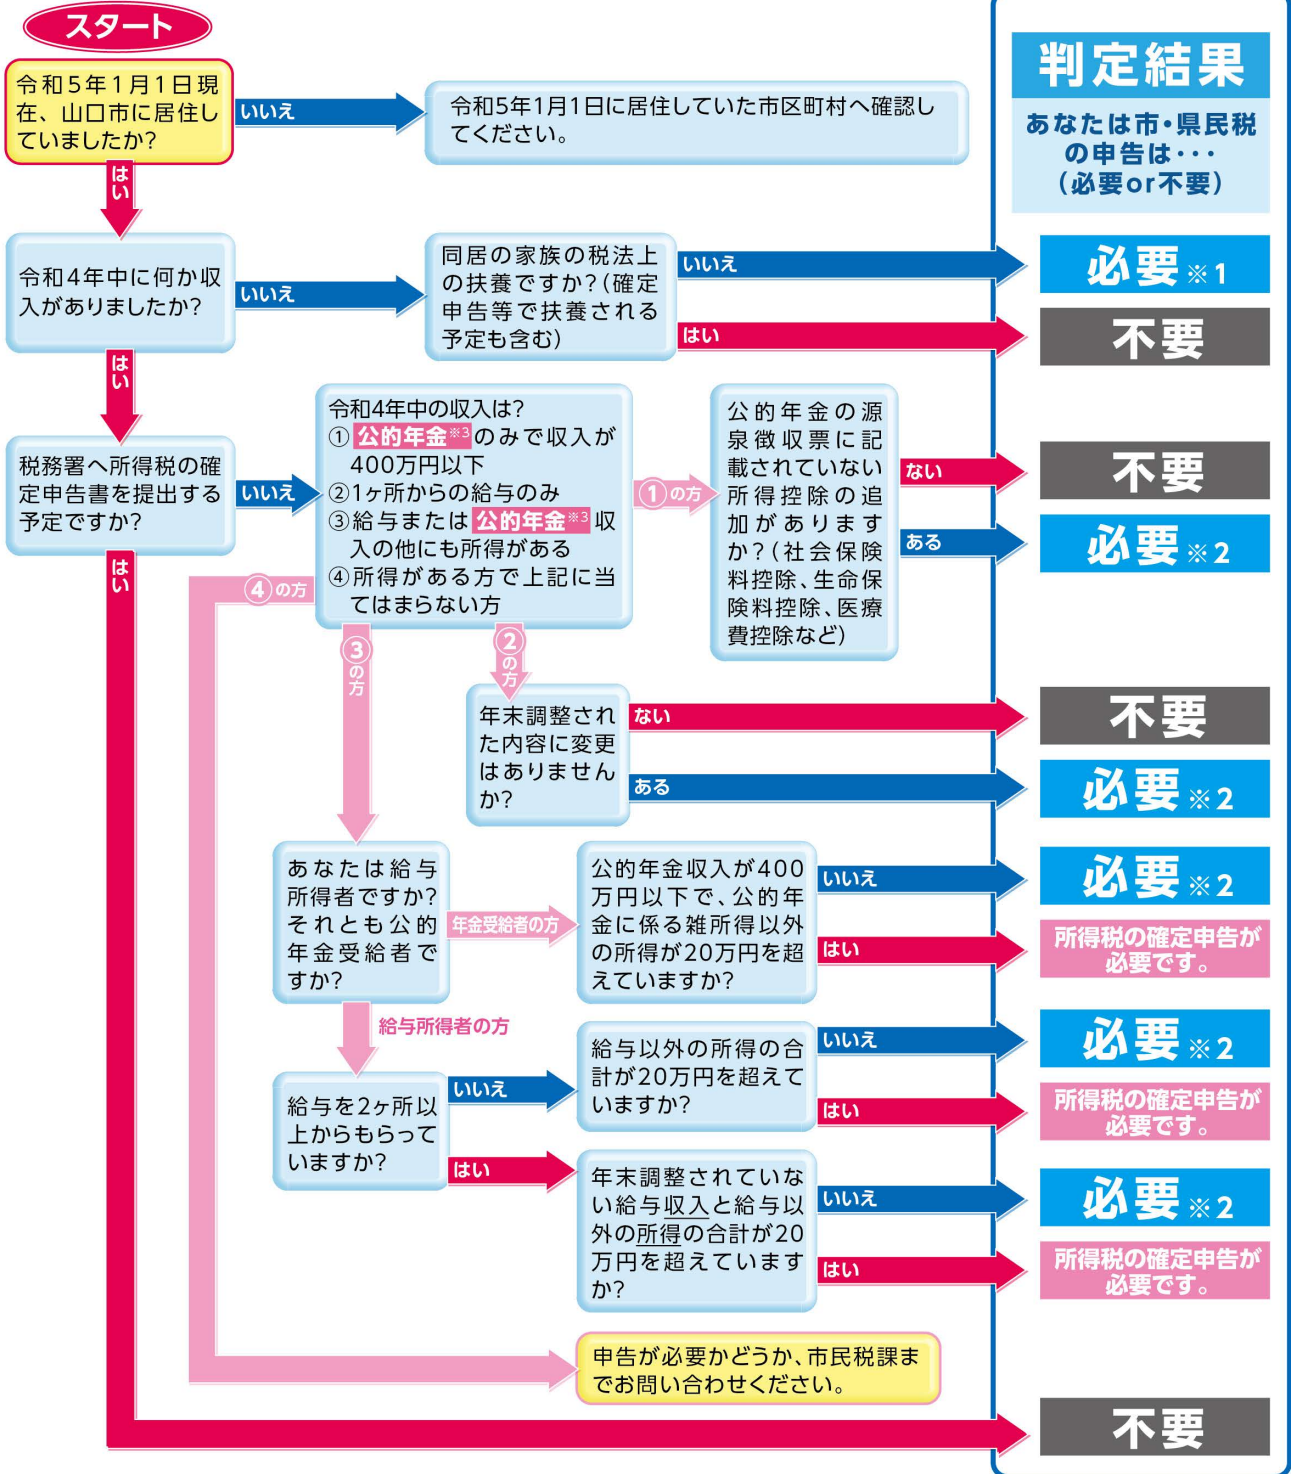 スタート
令和5年1月1日現
在、山口市に居住し
ていましたか?
いいえ
令和5年1月1日に居住していた市区町村へ確認し
てください。
判定結果
あなたは市・県民税
の申告は・・・
(必要or不要)
はい
令和4年中に何か収
入がありましたか?
いいえ
同居の家族の税法上
の扶養ですか?(確定
申告等で扶養される
予定も含む)
いいえ
必要※1
はい
不要
はい
税務署へ所得税の確
定申告書を提出する
予定ですか?
いいえ
令和4年中の収入は?
①公的年金※3のみで収入が
400万円以下
②1ヶ所からの給与のみ
③給与または公的年金※3収
入の他にも所得がある
④所得がある方で上記に当
てはまらない方
①の方
公的年金の源
泉徴収票に記
載されていない
所得控除の追
加があります
か?(社会保険
料控除、生命保
険料控除、医療
費控除など)
ない
不要
ある
必要※2
はい
④の方
③の方
②の方
年末調整され
た内容に変更
はありません
か?
ない
不要
ある
必要※2
あなたは給与
所得者ですか?
それとも公的
年金受給者で
すか?
年金受給者の方
公的年金収入が400
万円以下で、公的年
金に係る雑所得以外
の所得が20万円を超
えていますか?
いいえ
必要※2
はい
所得税の確定申告が
必要です。
給与所得者の方
給与を2ヶ所以
上からもらって
いますか?
いいえ
給与以外の所得の合
計が20万円を超えて
いますか?
いいえ
必要※2
はい
所得税の確定申告が
必要です。
はい
年末調整されていな
い給与収入と給与以
外の所得の合計が20
万円を超えています
か?
いいえ
必要※2
はい
所得税の確定申告が
必要です。
申告が必要かどうか、市民税課ま
でお問い合わせください。
不要